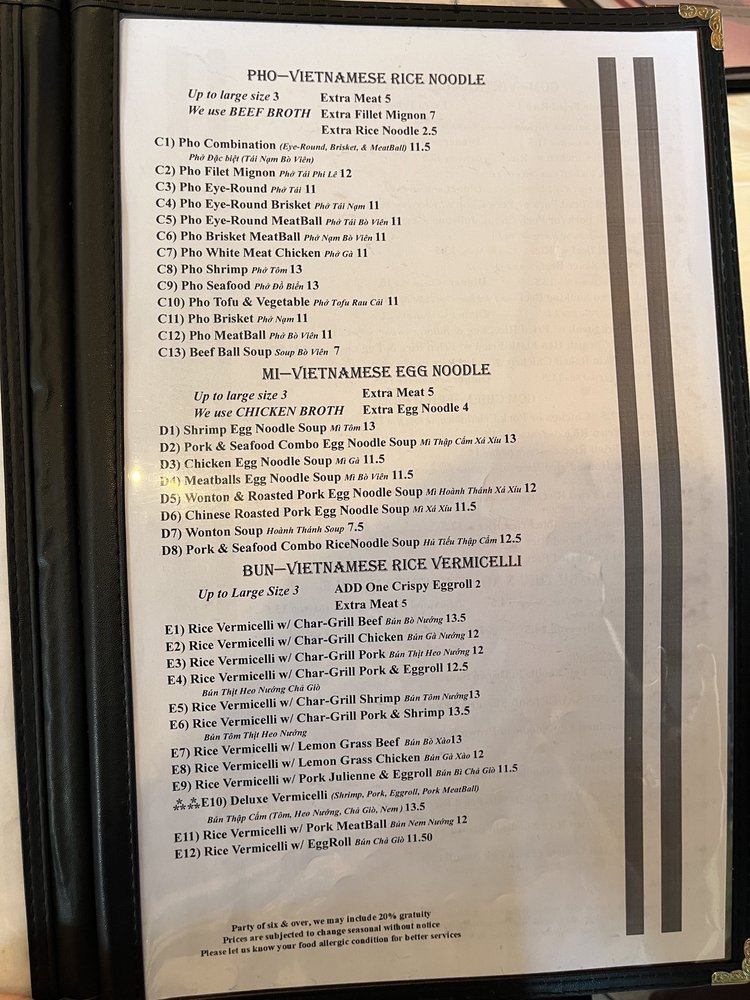 PHO—VIETNAMESE RICE NOODLE
Up to large size 3 Extra Meat 5
We use BEEF BROTH Extra Fillet Mignon 7
Extra Rice Noodle 2.5
C1) Pho Combination (Eye-Round, Brisket, & MeatBall) 11.5
Phở Đặc biệt (Tái Nạm Bò Viên)
C2) Pho Filet Mignon Phở Tái Phi Lê 12
C3) Pho Eye-Round Phở Tái 11
C4) Pho Eye-Round Brisket Phở Tái Nạm 11
C5) Pho Eye-Round MeatBall Phở Tái Bò Viên 11
C6) Pho Brisket MeatBall Phở Nạm Bò Viên 11
C7) Pho White Meat Chicken Phở Gà 11
C8) Pho Shrimp Phở Tôm 13
C9) Pho Seafood Phở Đồ Biển 13
C10) Pho Tofu & Vegetable Phở Tofu Rau Cải 11
C11) Pho Brisket Phở Nạm 11
C12) Pho MeatBall Phở Bò Viên 11
C13) Beef Ball Soup Soup Bò Viên 7
MI—VIETNAMESE EGG NOODLE
Up to large size 3 Extra Meat 5
We use CHICKEN BROTH Extra Egg Noodle 4
D1) Shrimp Egg Noodle Soup Mì Tôm 13
D2) Pork & Seafood Combo Egg Noodle Soup Mì Thập Cẩm Xá Xíu 13
D3) Chicken Egg Noodle Soup Mì Gà 11.5
D4) Meatballs Egg Noodle Soup Mì Bò Viên 11.5
D5) Wonton & Roasted Pork Egg Noodle Soup Mì Hoành Thánh Xá Xíu 12
D6) Chinese Roasted Pork Egg Noodle Soup Mì Xá Xíu 11.5
D7) Wonton Soup Hoành Thánh Soup 7.5
D8) Pork & Seafood Combo RiceNoodle Soup Hủ Tiếu Thập Cẩm 12.5
BUN—VIETNAMESE RICE VERMICELLI
Up to Large Size 3 ADD One Crispy Eggroll 2
Extra Meat 5
E1) Rice Vermicelli w/ Char-Grill Beef Bún Bò Nướng 13.5
E2) Rice Vermicelli w/ Char-Grill Chicken Bún Gà Nướng 12
E3) Rice Vermicelli w/ Char-Grill Pork Bún Thịt Heo Nướng 12
E4) Rice Vermicelli w/ Char-Grill Pork & Eggroll 12.5
Bún Thịt Heo Nướng Chả Giò
E5) Rice Vermicelli w/ Char-Grill Shrimp Bún Tôm Nướng13
E6) Rice Vermicelli w/ Char-Grill Pork & Shrimp 13.5
Bún Tôm Thịt Heo Nướng
E7) Rice Vermicelli w/ Lemon Grass Beef Bún Bò Xào13
E8) Rice Vermicelli w/ Lemon Grass Chicken Bún Gà Xào 12
E9) Rice Vermicelli w/ Pork Julienne & Eggroll Bún Bì Chả Giò 11.5
E10) Deluxe Vermicelli (Shrimp, Pork, Eggroll, Pork MeatBall)
Bún Thập Cẩm (Tôm, Heo Nướng, Chả Giò, Nem) 13.5
E11) Rice Vermicelli w/ Pork MeatBall Bún Nem Nướng 12
E12) Rice Vermicelli w/ EggRoll Bún Chả Giò 11.50
Party of six & over, we may include 20% gratuity
Prices are subjected to change seasonal without notice
Please let us know your food allergic condition for better services